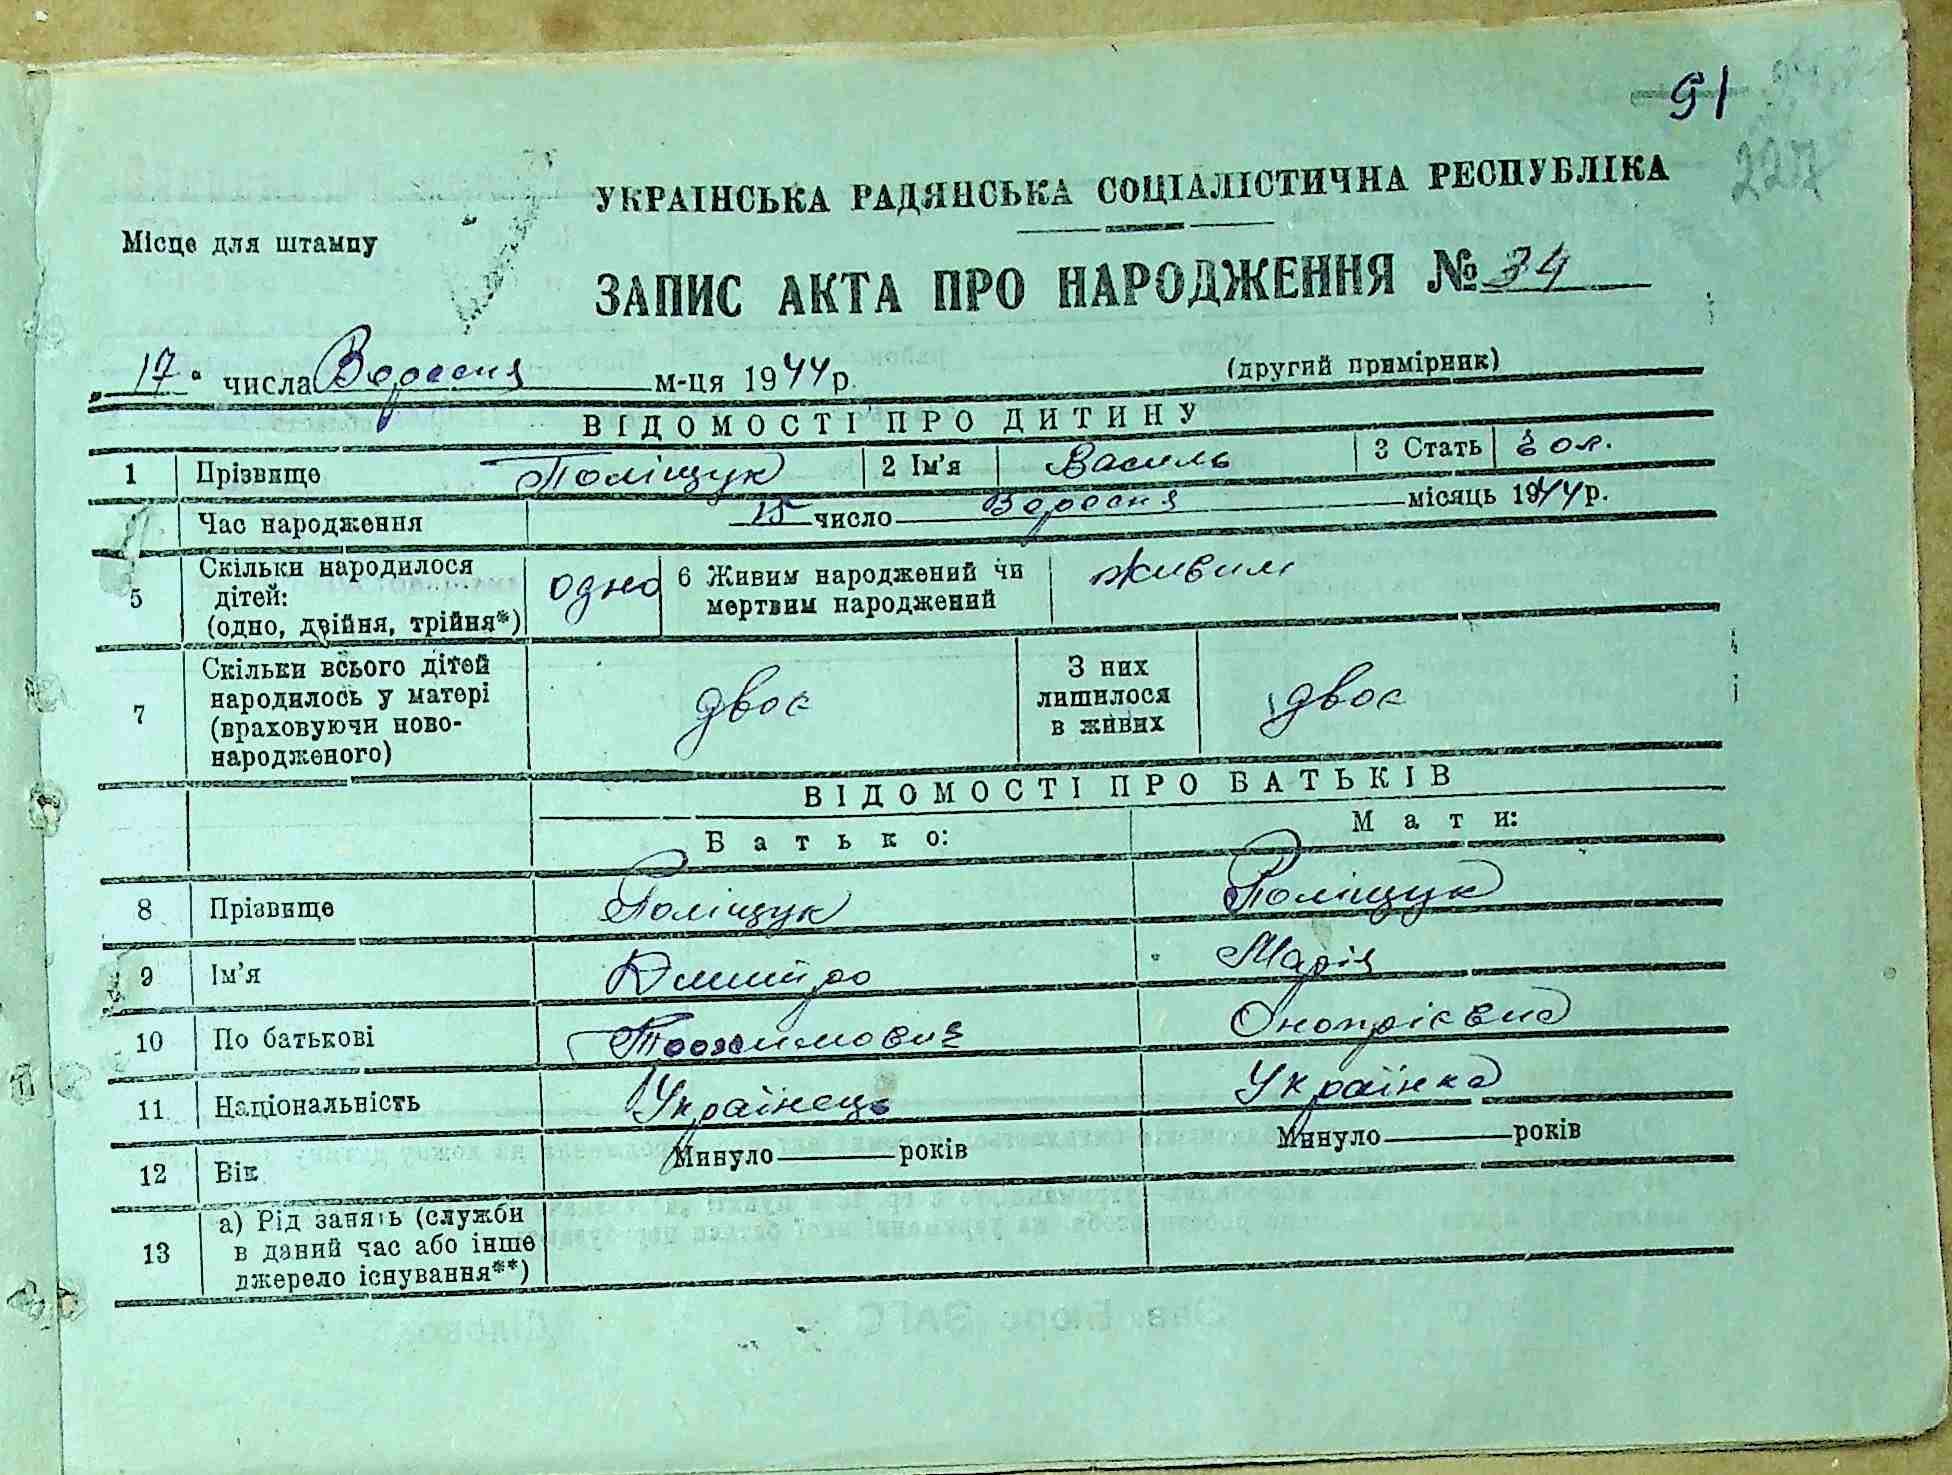 91
227
УКРАЇНСЬКА РАДЯНСЬКА СОЦІАЛІСТИЧНА РЕСПУБЛІКА
Місце для штампу
ЗАПИС АКТА ПРО НАРОДЖЕННЯ № 34
17 числа Вересня м-ця 1944 р.
(другий примірник)
ВІДОМОСТІ ПРО ДИТИНУ
1 Прізвище Поліщук 2 Ім'я Василь 3 Стать чол.
Час народження 15 число Вересня місяць 1944 р.
5 Скільки народилося дітей: (одно, двійня, трійня*) одно 6 Живим народжений чи мертвим народжений живим
7 Скільки всього дітей народилось у матері (враховуючи ново-народженого) двоє З них лишилося в живих двоє
ВІДОМОСТІ ПРО БАТЬКІВ
Батько: Мати:
8 Прізвище Поліщук Поліщук
9 Ім'я Дмитро Марія
10 По батькові Трохимович Онопрієвна
11 Національність Українець Українка
12 Вік Минуло років Минуло років
13 а) Рід занять (служби в даний час або інше джерело існування**)